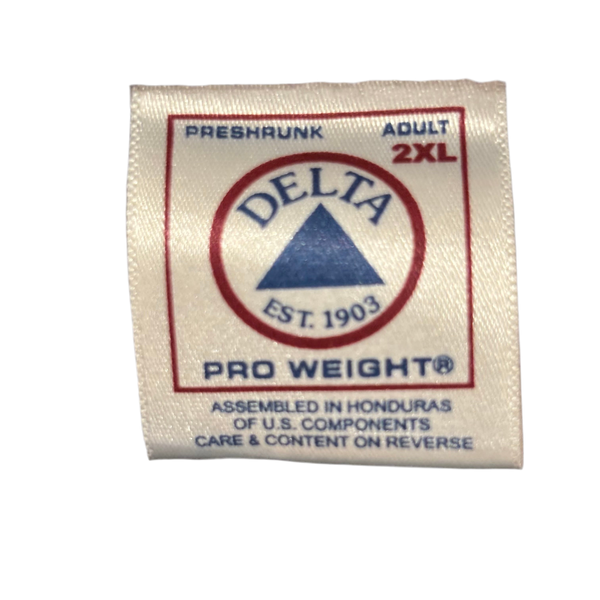 PRESHRUNK ADULT
2XL
DELTA
EST. 1903
PRO WEIGHT®
ASSEMBLED IN HONDURAS
OF U.S. COMPONENTS
CARE & CONTENT ON REVERSE